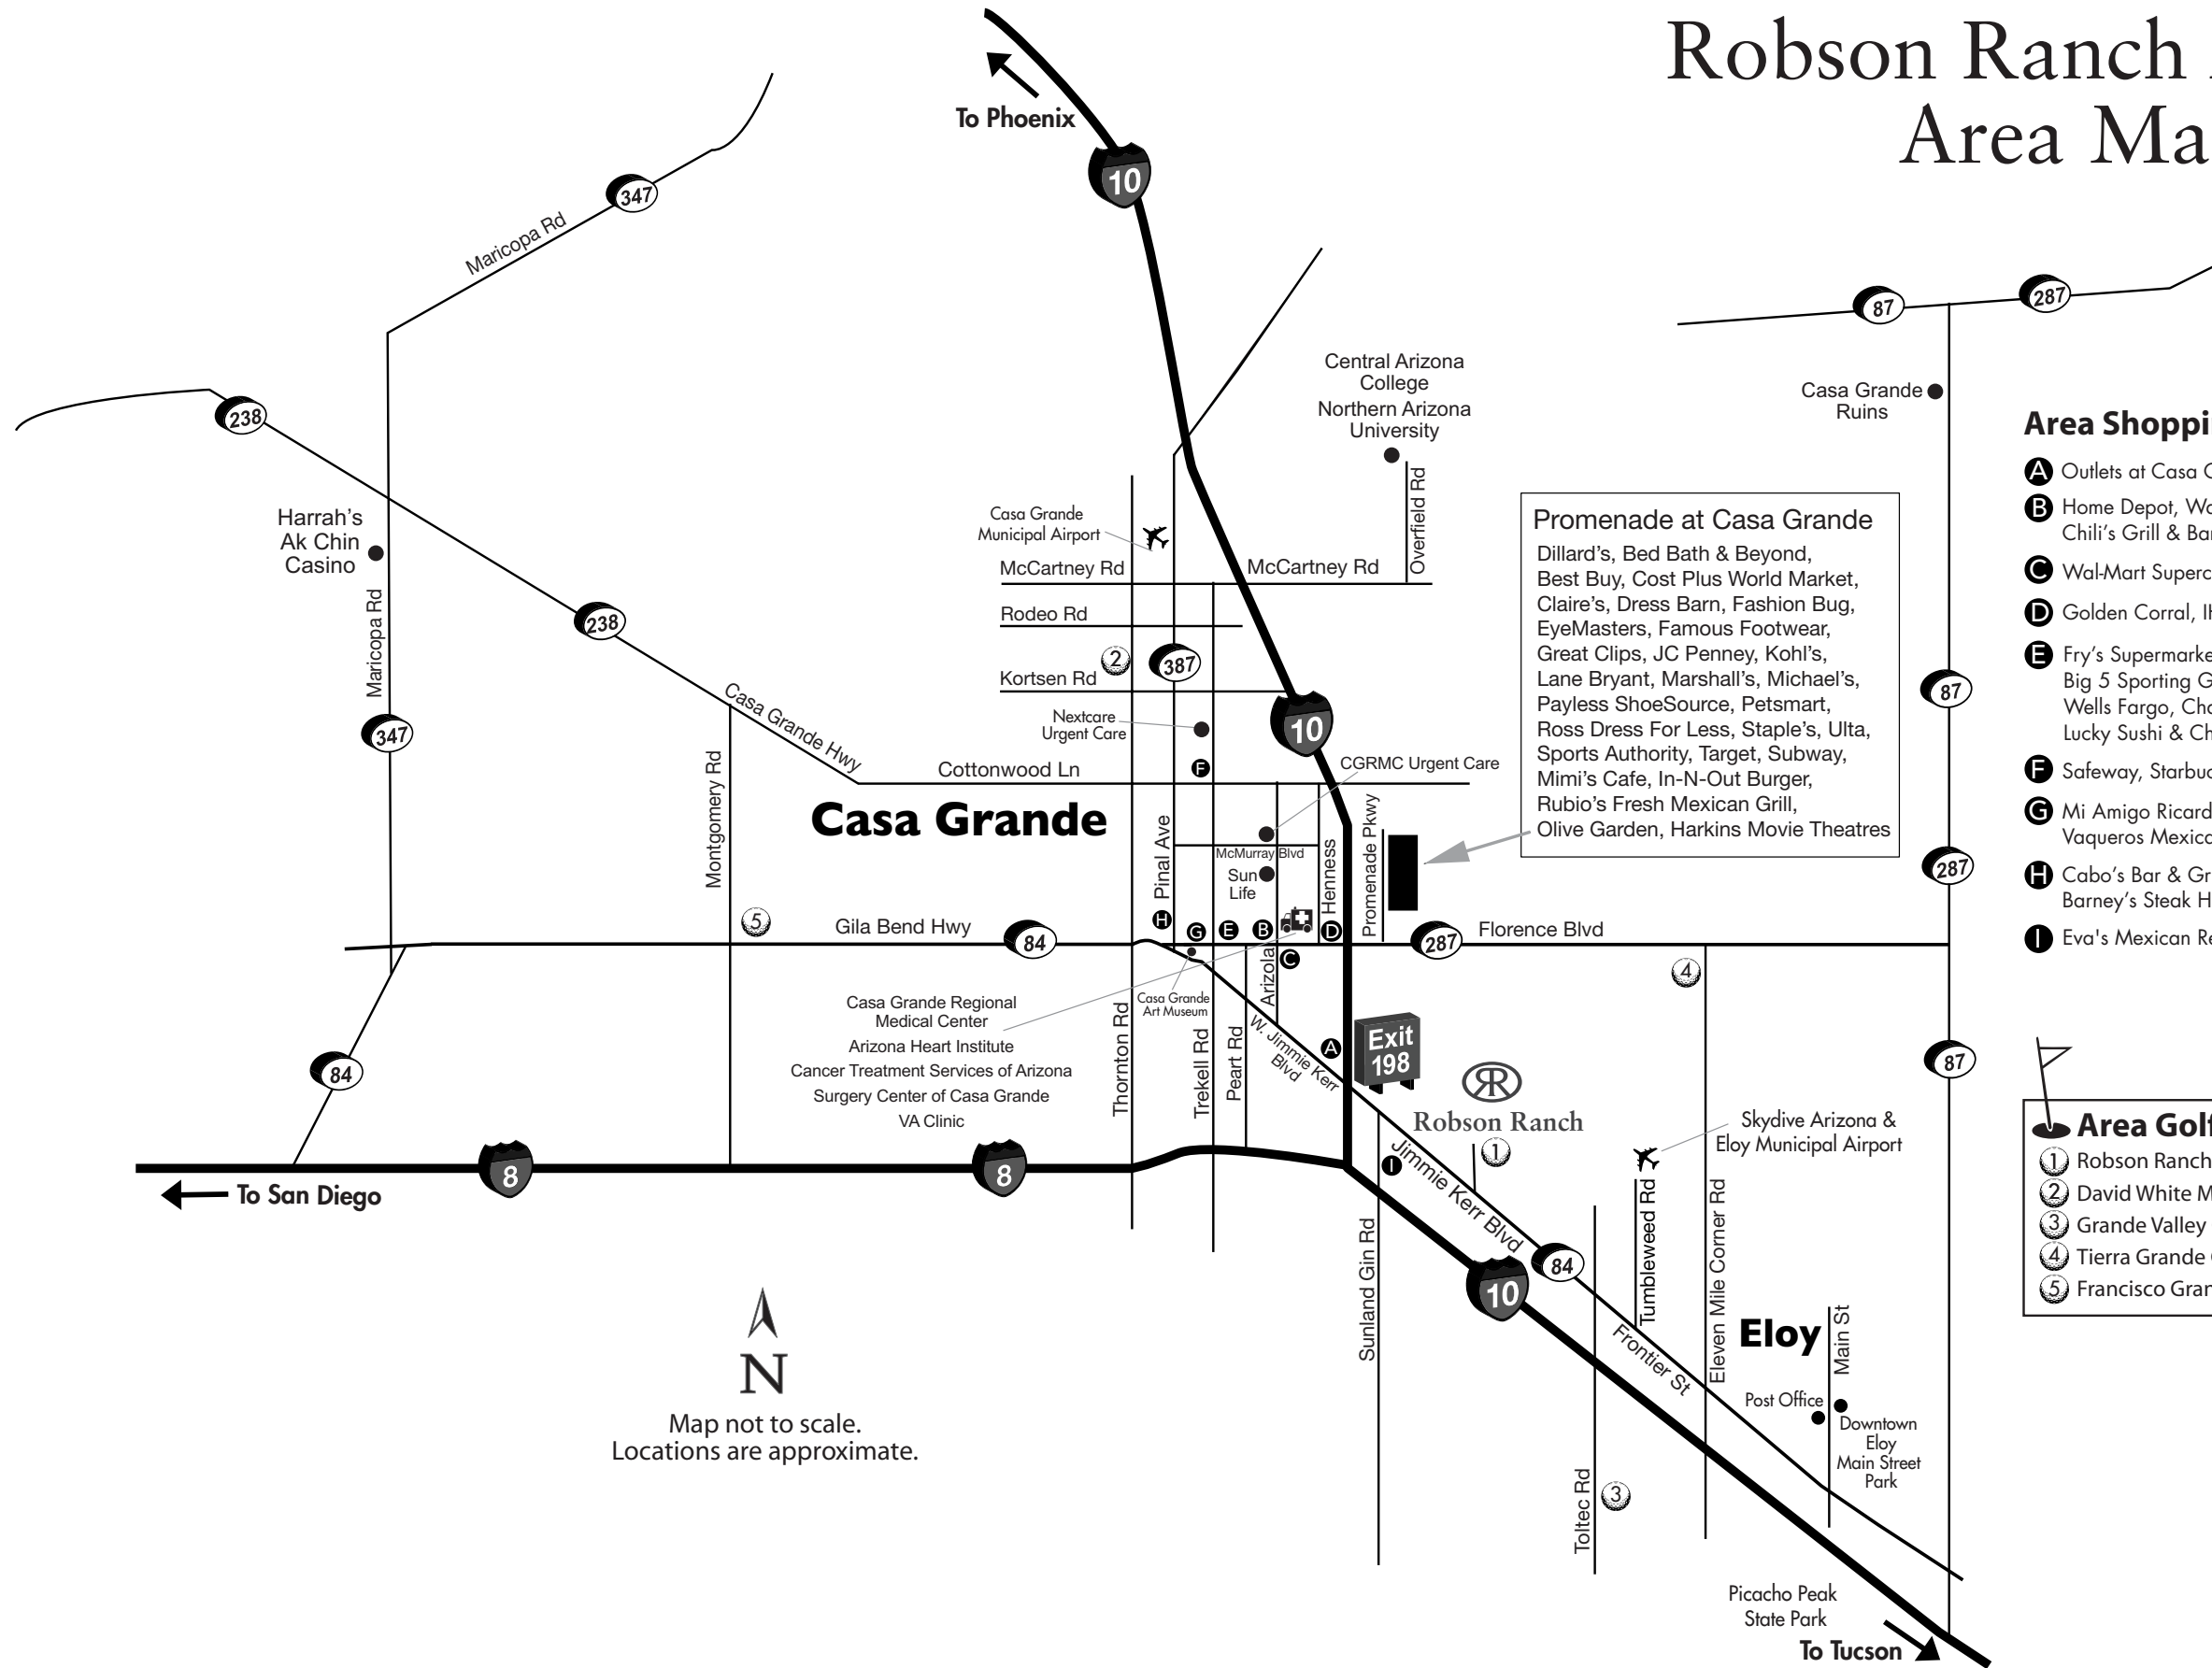 Robson Ranch
Area
To Phoenix
10
347
Maricopa Rd
87
287
238
Central Arizona
College
Northern Arizona
University
Casa Grande
Ruins
Overfield Rd
Harrah's
Ak Chin
Casino
Maricopa Rd
347
238
Casa Grande Hwy
Montgomery Rd
Casa Grande
Municipal Airport
McCartney Rd
McCartney Rd
Rodeo Rd
2
387
Kortsen Rd
10
Nextcare
Urgent Care
F
Cottonwood Ln
CGRMC Urgent Care
Casa Grande
Pinal Ave
McMurray Blvd
Sun
Life
Henness
Promenade Pkwy
Promenade at Casa Grande
Dillard's, Bed Bath & Beyond,
Best Buy, Cost Plus World Market,
Claire's, Dress Barn, Fashion Bug,
EyeMasters, Famous Footwear,
Great Clips, JC Penney, Kohl's,
Lane Bryant, Marshall's, Michael's,
Payless ShoeSource, Petsmart,
Ross Dress For Less, Staple's, Ulta,
Sports Authority, Target, Subway,
Mimi's Cafe, In-N-Out Burger,
Rubio's Fresh Mexican Grill,
Olive Garden, Harkins Movie Theatres
87
287
87
5
Gila Bend Hwy
84
H
G
E
B
D
C
287
Florence Blvd
4
Arizola
Casa Grande Regional
Medical Center
Arizona Heart Institute
Cancer Treatment Services of Arizona
Surgery Center of Casa Grande
VA Clinic
Casa Grande
Art Museum
Thornton Rd
Trekell Rd
Peart Rd
W. Jimmie Kerr
Blvd
A
Exit
198
84
8
8
To San Diego
RR
Robson Ranch
1
I
Jimmie Kerr Blvd
84
10
Sunland Gin Rd
Skydive Arizona &
Eloy Municipal Airport
Tumbleweed Rd
Eleven Mile Corner Rd
Frontier St
Eloy
Main St
Post Office
Downtown
Eloy
Main Street
Park
Toltec Rd
3
Picacho Peak
State Park
To Tucson
N
Map not to scale.
Locations are approximate.
Area
A Outlets at Casa
B Home Depot,
Chili's Grill &
C Wal-Mart
D Golden Corral,
E Fry's
Big 5 Sporting
Wells Fargo,
Lucky Sushi &
F Safeway,
G Mi Amigo
Vaqueros
H Cabo's Bar &
Barney's Steak
I Eva's Mexican
Area
1 Robson Ranch
2 David White
3 Grande Valley
4 Tierra Grande
5 Francisco